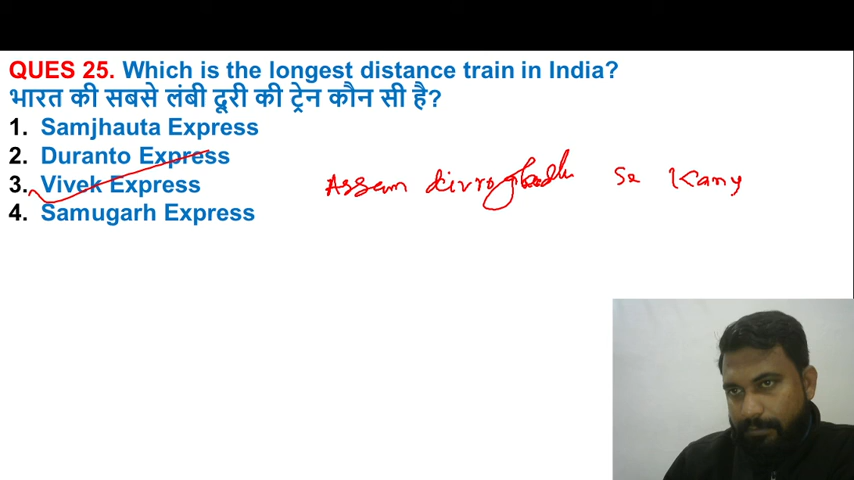 QUES 25. Which is the longest distance train in India?
भारत की सबसे लंबी दूरी की ट्रेन कौन सी है?
1. Samjhauta Express
2. Duranto Express
3. Vivek Express
4. Samugarh Express
Assam se Kany